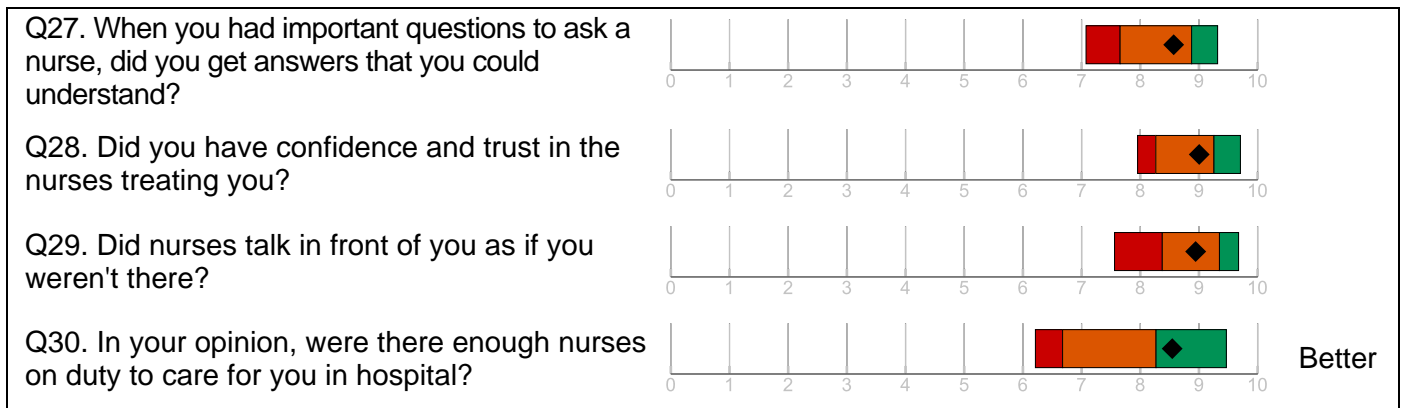 Q27. When you had important questions to ask a
nurse, did you get answers that you could
understand?
0 1 2 3 4 5 6 7 8 9 10
Q28. Did you have confidence and trust in the
nurses treating you?
0 1 2 3 4 5 6 7 8 9 10
Q29. Did nurses talk in front of you as if you
weren't there?
0 1 2 3 4 5 6 7 8 9 10
Q30. In your opinion, were there enough nurses
on duty to care for you in hospital?
Better
0 1 2 3 4 5 6 7 8 9 10